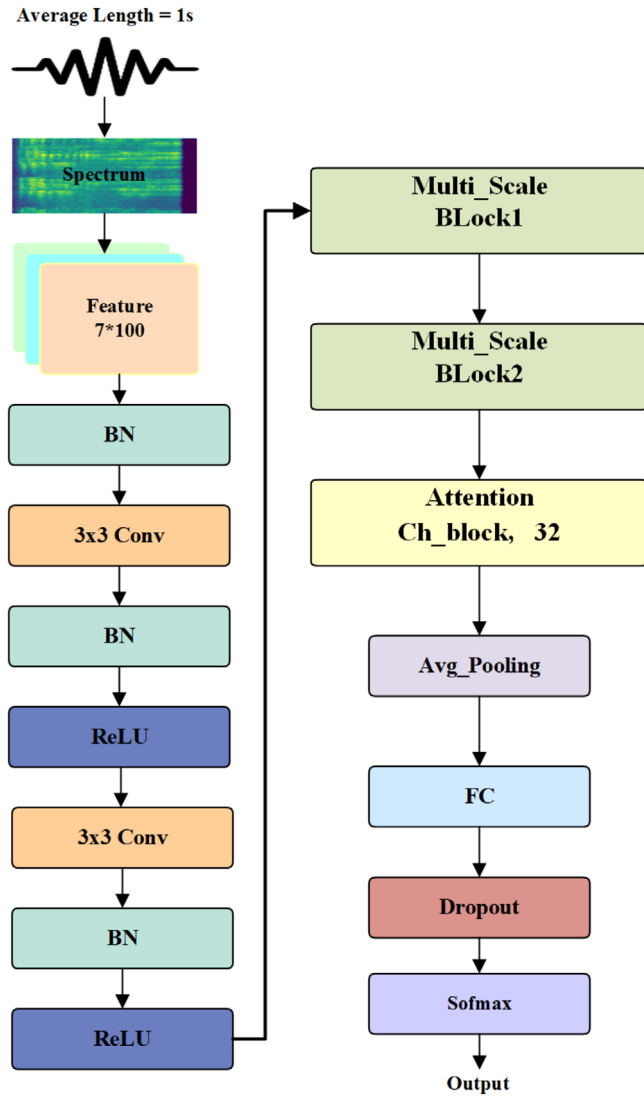 Average Length = 1s
Spectrum
Feature
7*100
BN
3x3 Conv
BN
ReLU
3x3 Conv
BN
ReLU
Multi_Scale
BLock1
Multi_Scale
BLock2
Attention
Ch_block, 32
Avg_Pooling
FC
Dropout
Sofmax
Output